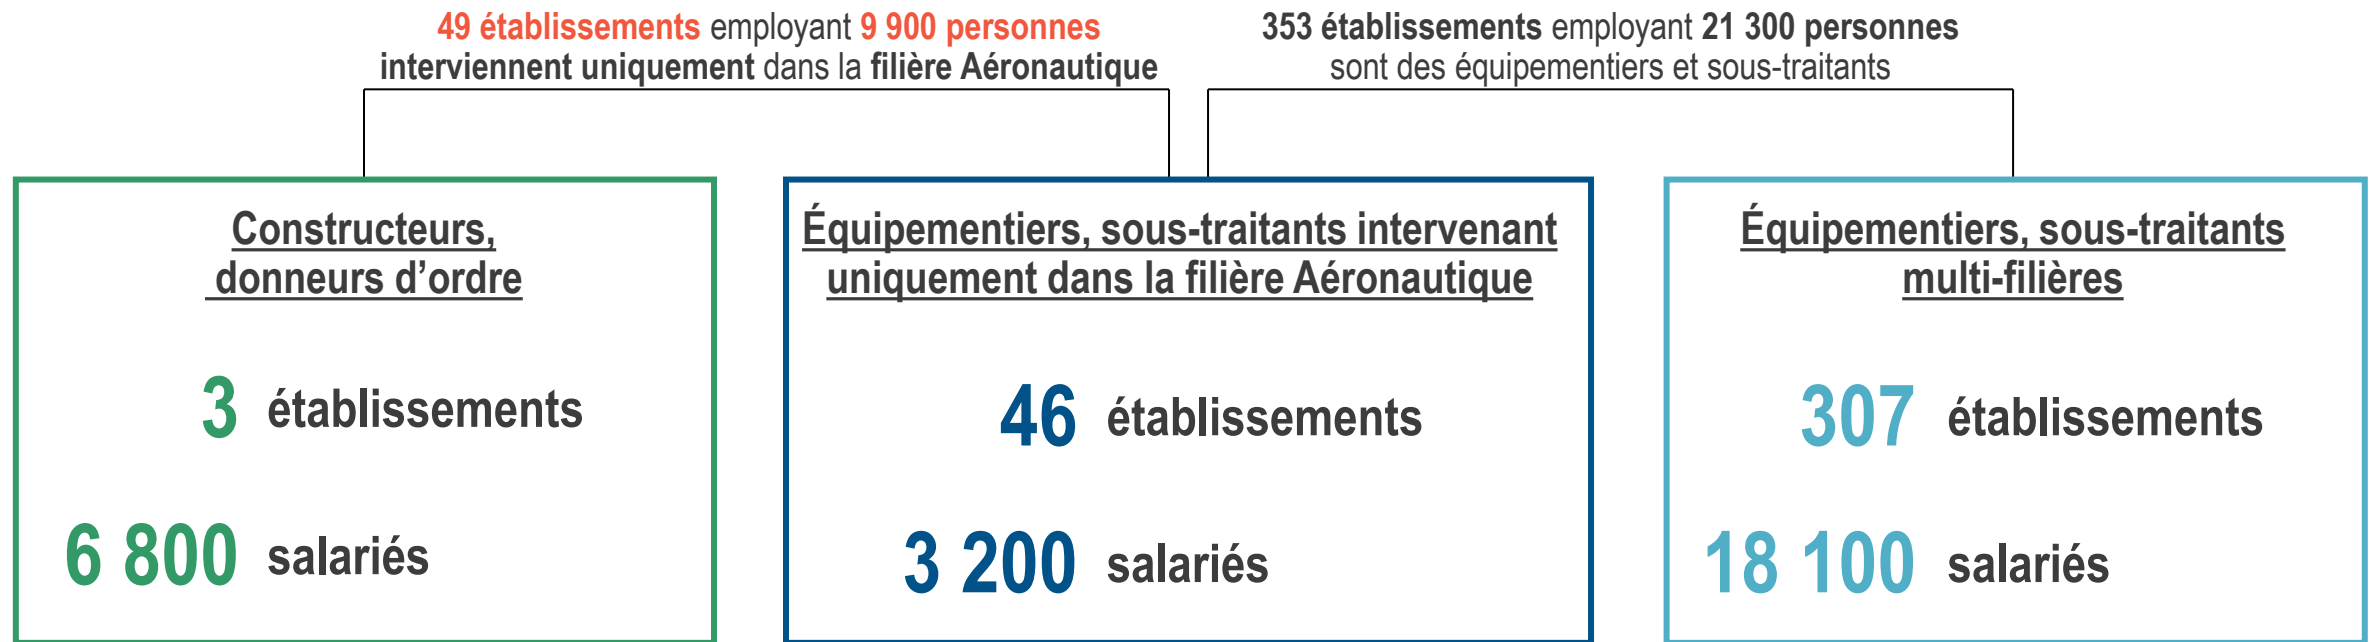 49 établissements employant 9 900 personnes
interviennent uniquement dans la filière Aéronautique
353 établissements employant 21 300 personnes
sont des équipementiers et sous-traitants
Constructeurs,
donneurs d’ordre
3 établissements
6 800 salariés
Équipementiers, sous-traitants intervenant
uniquement dans la filière Aéronautique
46 établissements
3 200 salariés
Équipementiers, sous-traitants
multi-filières
307 établissements
18 100 salariés